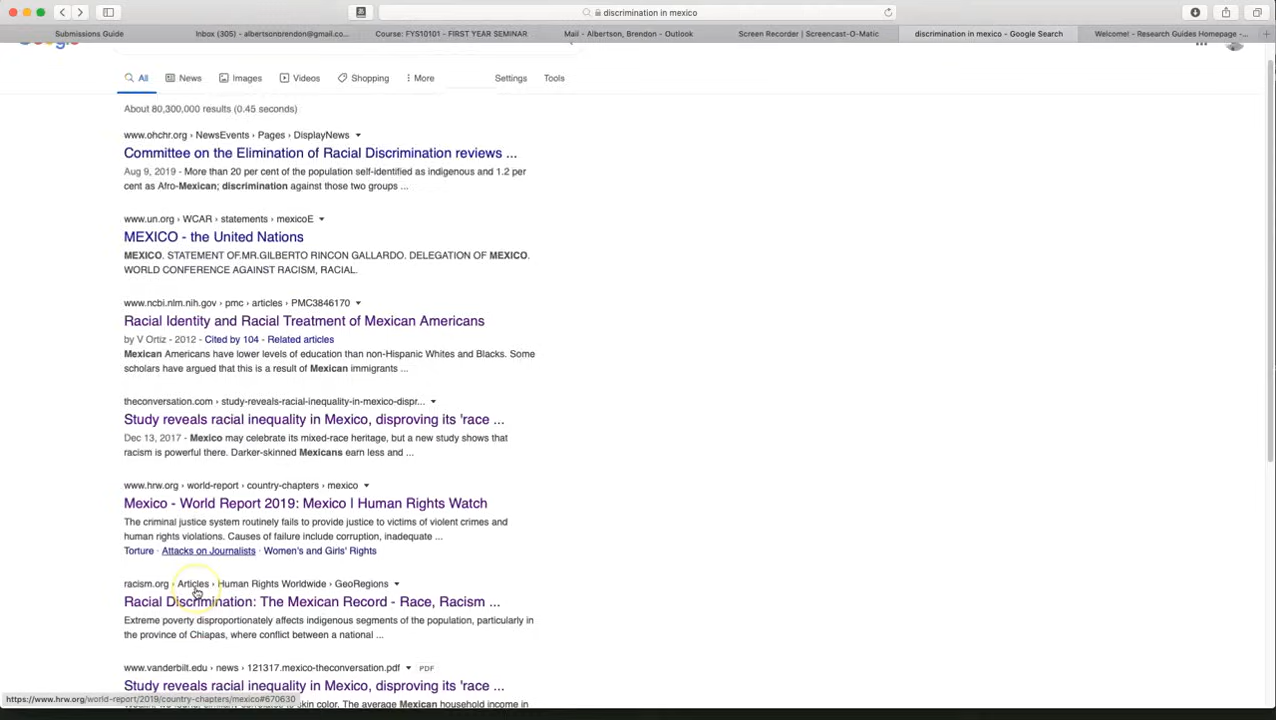 discrimination in mexico
Submissions Guide
Inbox (305) - albertsonbrendon@gmail.co...
Course: FYS10101 - FIRST YEAR SEMINAR
Mail - Albertson, Brendon - Outlook
Screen Recorder | Screencast-O-Matic
discrimination in mexico - Google Search
Welcome! - Research Guides Homepage -...
All
News
Images
Videos
Shopping
More
Settings
Tools
About 80,300,000 results (0.45 seconds)
www.ohchr.org › NewsEvents › Pages › DisplayNews
Committee on the Elimination of Racial Discrimination reviews ...
Aug 9, 2019 - More than 20 per cent of the population self-identified as indigenous and 1.2 per
cent as Afro-Mexican; discrimination against those two groups ...
www.un.org › WCAR › statements › mexicoE
MEXICO - the United Nations
MEXICO. STATEMENT OF.MR.GILBERTO RINCON GALLARDO. DELEGATION OF MEXICO.
WORLD CONFERENCE AGAINST RACISM, RACIAL.
www.ncbi.nlm.nih.gov › pmc › articles › PMC3846170
Racial Identity and Racial Treatment of Mexican Americans
by V Ortiz - 2012 - Cited by 104 - Related articles
Mexican Americans have lower levels of education than non-Hispanic Whites and Blacks. Some
scholars have argued that this is a result of Mexican immigrants ...
theconversation.com › study-reveals-racial-inequality-in-mexico-dispr...
Study reveals racial inequality in Mexico, disproving its 'race ...
Dec 13, 2017 - Mexico may celebrate its mixed-race heritage, but a new study shows that
racism is powerful there. Darker-skinned Mexicans earn less and ...
www.hrw.org › world-report › country-chapters › mexico
Mexico - World Report 2019: Mexico | Human Rights Watch
The criminal justice system routinely fails to provide justice to victims of violent crimes and
human rights violations. Causes of failure include corruption, inadequate ...
Torture · Attacks on Journalists · Women's and Girls' Rights
racism.org › Articles › Human Rights Worldwide › GeoRegions
Racial Discrimination: The Mexican Record - Race, Racism ...
Extreme poverty disproportionately affects indigenous segments of the population, particularly in
the province of Chiapas, where conflict between a national ...
www.vanderbilt.edu › news › 121317.mexico-theconversation.pdf
PDF
Study reveals racial inequality in Mexico, disproving its 'race ...
https://www.hrw.org/world-report/2019/country-chapters/mexico#670630
skin color. The average Mexican household income in